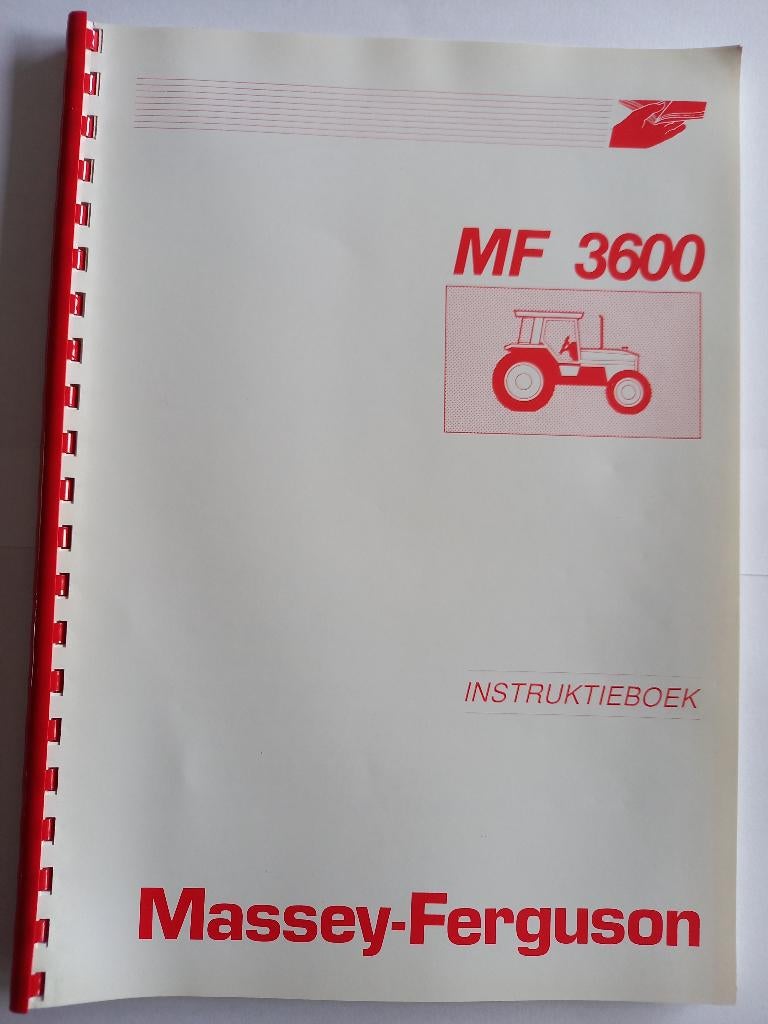 MF 3600
INSTRUKTIEBOEK
Massey-Ferguson